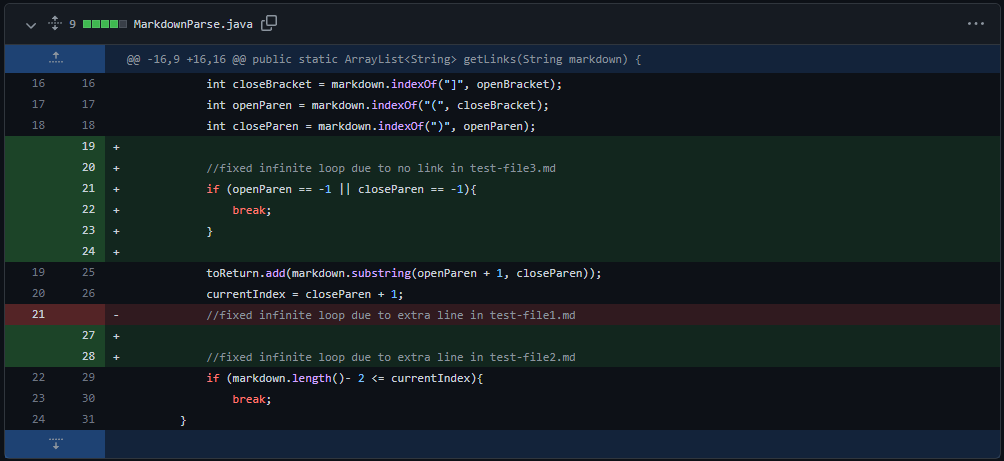 9 MarkdownParse.java
@@ -16,9 +16,16 @@ public static ArrayList<String> getLinks(String markdown) {
16 16 int closeBracket = markdown.indexOf("]", openBracket);
17 17 int openParen = markdown.indexOf("(", closeBracket);
18 18 int closeParen = markdown.indexOf(")", openParen);
19 +
20 + //fixed infinite loop due to no link in test-file3.md
21 + if (openParen == -1 || closeParen == -1){
22 + break;
23 + }
24 +
19 25 toReturn.add(markdown.substring(openParen + 1, closeParen));
20 26 currentIndex = closeParen + 1;
21 - //fixed infinite loop due to extra line in test-file1.md
27 +
28 + //fixed infinite loop due to extra line in test-file2.md
22 29 if (markdown.length()- 2 <= currentIndex){
23 30 break;
24 31 }